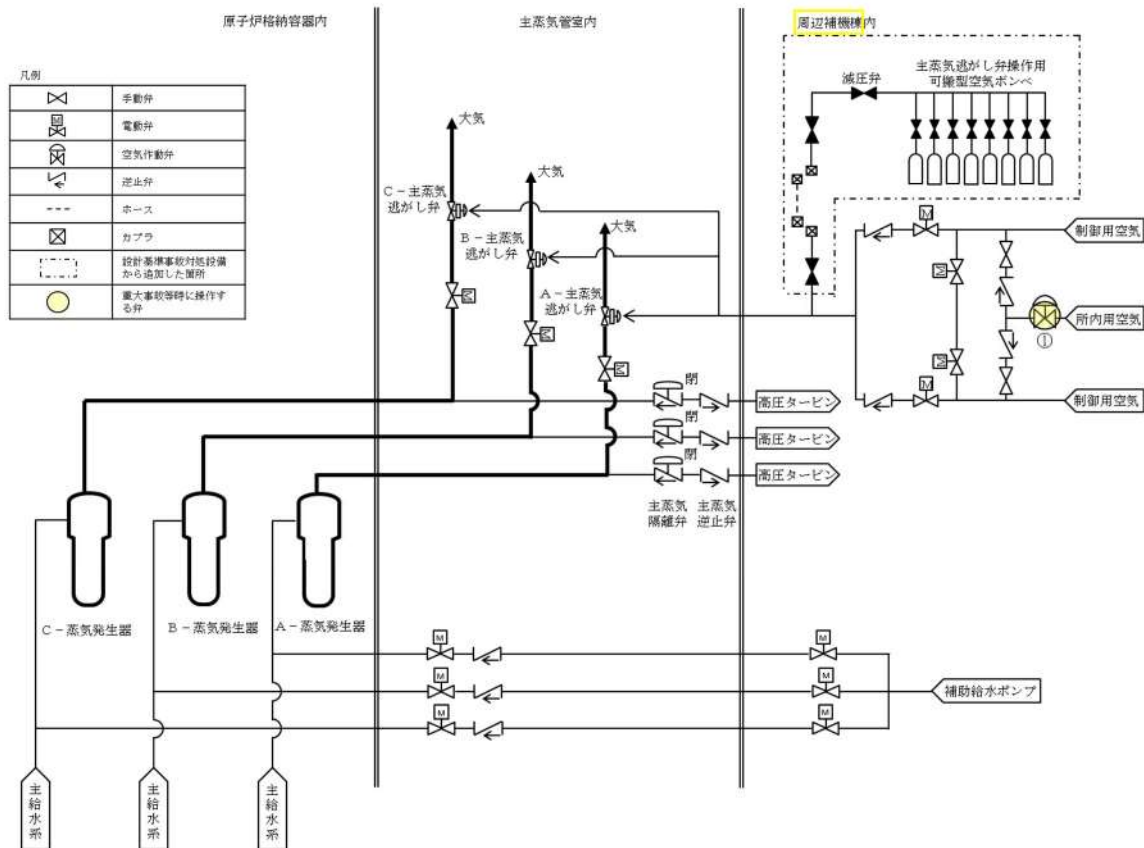 原子炉格納容器内
主蒸気管室内
周辺補機棟内
凡例
手動弁
電動弁
M
空気作動弁
逆止弁
ホース
カプラ
設計基準事故対処設備
から追加した箇所
重大事故等時に操作す
る弁
減圧弁
主蒸気逃がし弁操作用
可搬型空気ボンベ
大気
大気
大気
C-主蒸気
逃がし弁
B-主蒸気
逃がし弁
A-主蒸気
逃がし弁
M
M
M
M
M
M
M
制御用空気
所内用空気
①
制御用空気
閉
高圧タービン
閉
高圧タービン
閉
高圧タービン
主蒸気
隔離弁
主蒸気
逆止弁
C-蒸気発生器
B-蒸気発生器
A-蒸気発生器
M
M
M
M
M
M
補助給水ポンプ
主給水系
主給水系
主給水系